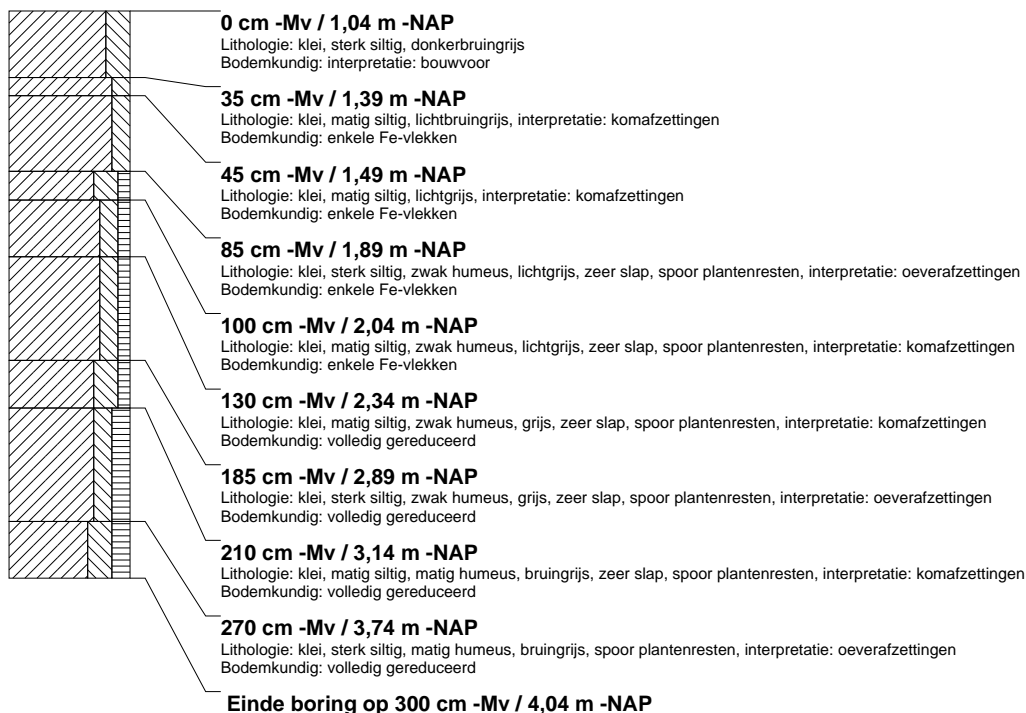 0 cm -Mv / 1,04 m -NAP
Lithologie: klei, sterk siltig, donkerbruingrijs
Bodemkundig: interpretatie: bouwvoor
35 cm -Mv / 1,39 m -NAP
Lithologie: klei, matig siltig, lichtbruingrijs, interpretatie: komafzettingen
Bodemkundig: enkele Fe-vlekken
45 cm -Mv / 1,49 m -NAP
Lithologie: klei, matig siltig, lichtgrijs, interpretatie: komafzettingen
Bodemkundig: enkele Fe-vlekken
85 cm -Mv / 1,89 m -NAP
Lithologie: klei, sterk siltig, zwak humeus, lichtgrijs, zeer slap, spoor plantenresten, interpretatie: oeverafzettingen
Bodemkundig: enkele Fe-vlekken
100 cm -Mv / 2,04 m -NAP
Lithologie: klei, matig siltig, zwak humeus, lichtgrijs, zeer slap, spoor plantenresten, interpretatie: komafzettingen
Bodemkundig: enkele Fe-vlekken
130 cm -Mv / 2,34 m -NAP
Lithologie: klei, matig siltig, zwak humeus, grijs, zeer slap, spoor plantenresten, interpretatie: komafzettingen
Bodemkundig: volledig gereduceerd
185 cm -Mv / 2,89 m -NAP
Lithologie: klei, sterk siltig, zwak humeus, grijs, zeer slap, spoor plantenresten, interpretatie: oeverafzettingen
Bodemkundig: volledig gereduceerd
210 cm -Mv / 3,14 m -NAP
Lithologie: klei, matig siltig, matig humeus, bruingrijs, zeer slap, spoor plantenresten, interpretatie: komafzettingen
Bodemkundig: volledig gereduceerd
270 cm -Mv / 3,74 m -NAP
Lithologie: klei, sterk siltig, matig humeus, bruingrijs, spoor plantenresten, interpretatie: oeverafzettingen
Bodemkundig: volledig gereduceerd
Einde boring op 300 cm -Mv / 4,04 m -NAP